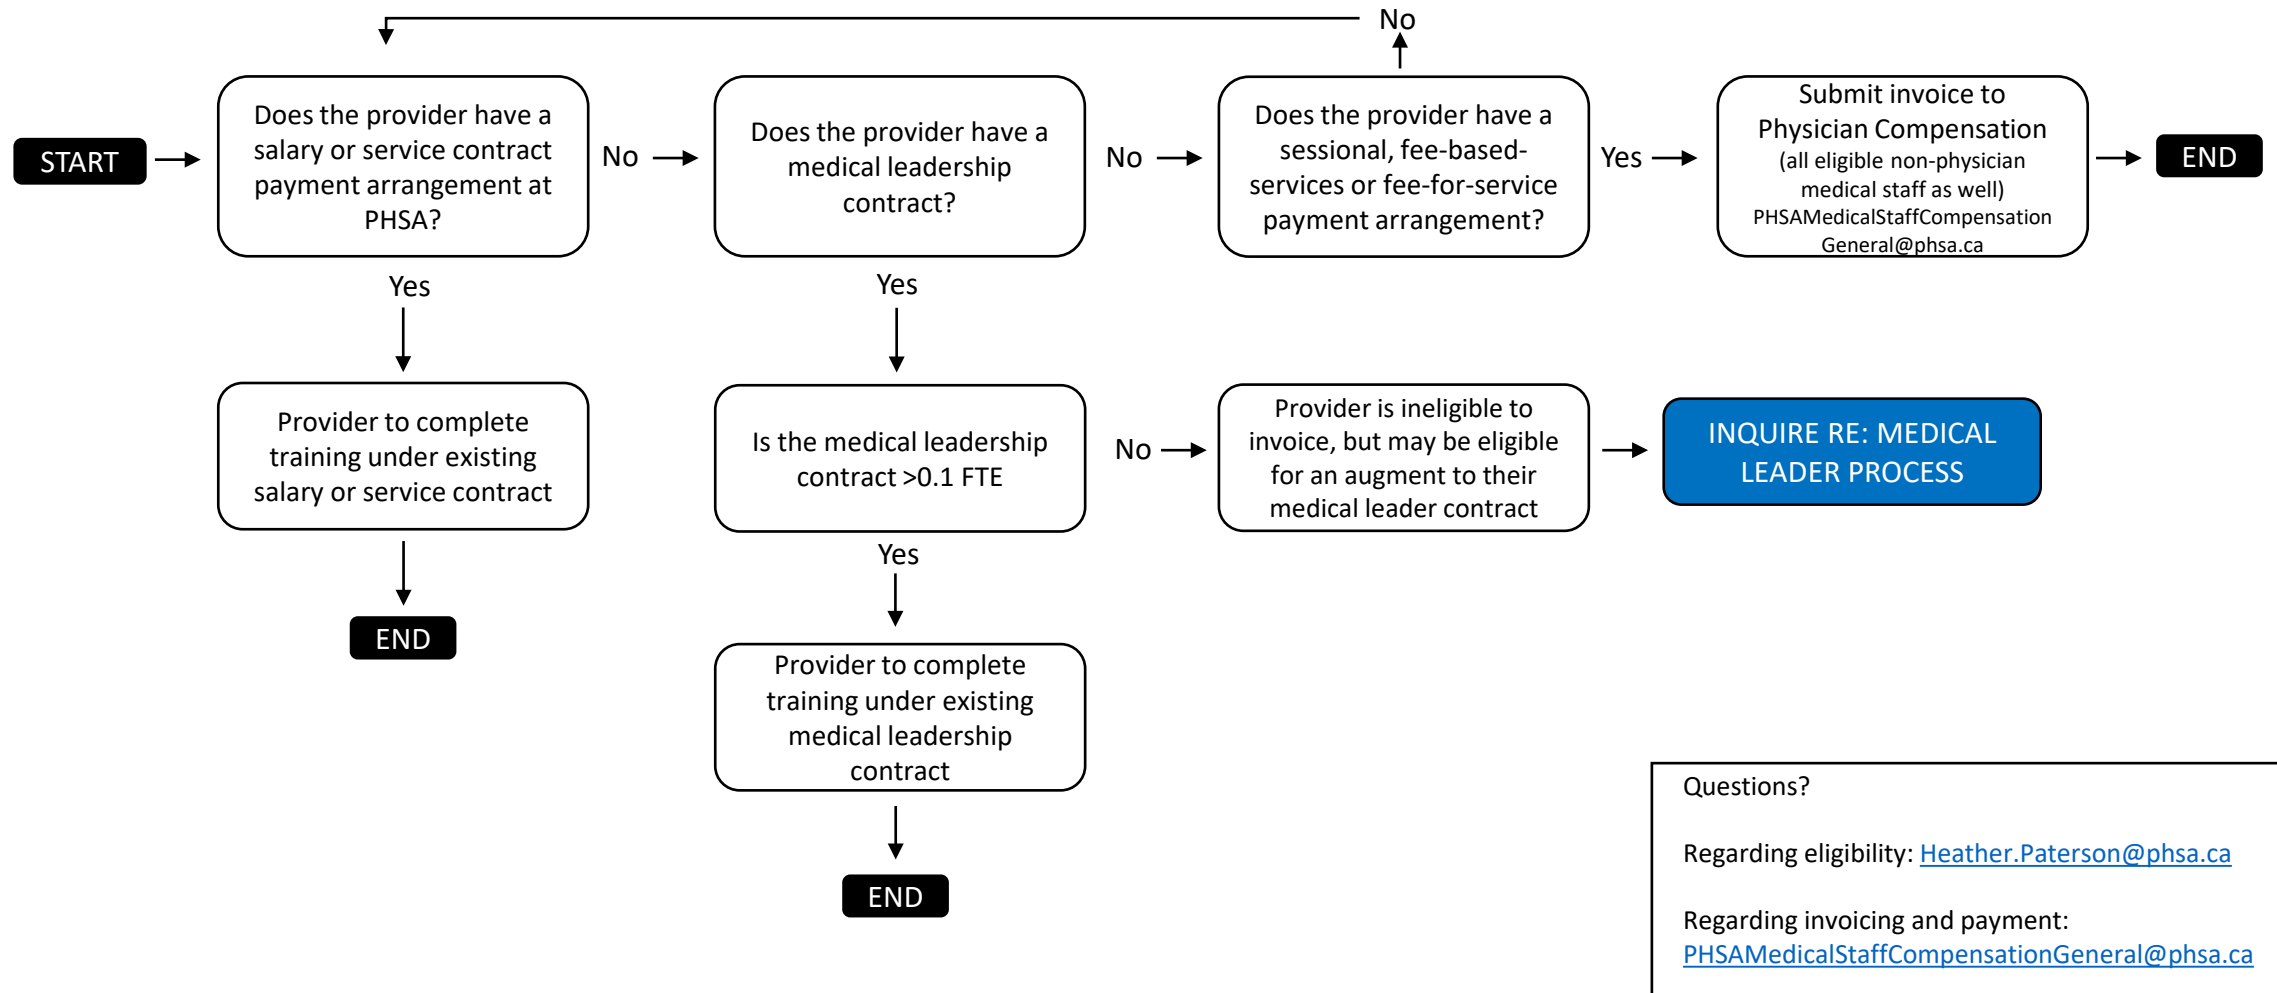 No
START
Does the provider have a
salary or service contract
payment arrangement at
PHSA?
No
Does the provider have a
medical leadership
contract?
No
Does the provider have a
sessional, fee-based-
services or fee-for-service
payment arrangement?
Yes
Submit invoice to
Physician Compensation
(all eligible non-physician
medical staff as well)
PHSAMedicalStaffCompensation
General@phsa.ca
END
Yes
Yes
Provider to complete
training under existing
salary or service contract
Is the medical leadership
contract >0.1 FTE
No
Provider is ineligible to
invoice, but may be eligible
for an augment to their
medical leader contract
INQUIRE RE: MEDICAL
LEADER PROCESS
Yes
END
Provider to complete
training under existing
medical leadership
contract
END
Questions?
Regarding eligibility: Heather.Paterson@phsa.ca
Regarding invoicing and payment:
PHSAMedicalStaffCompensationGeneral@phsa.ca